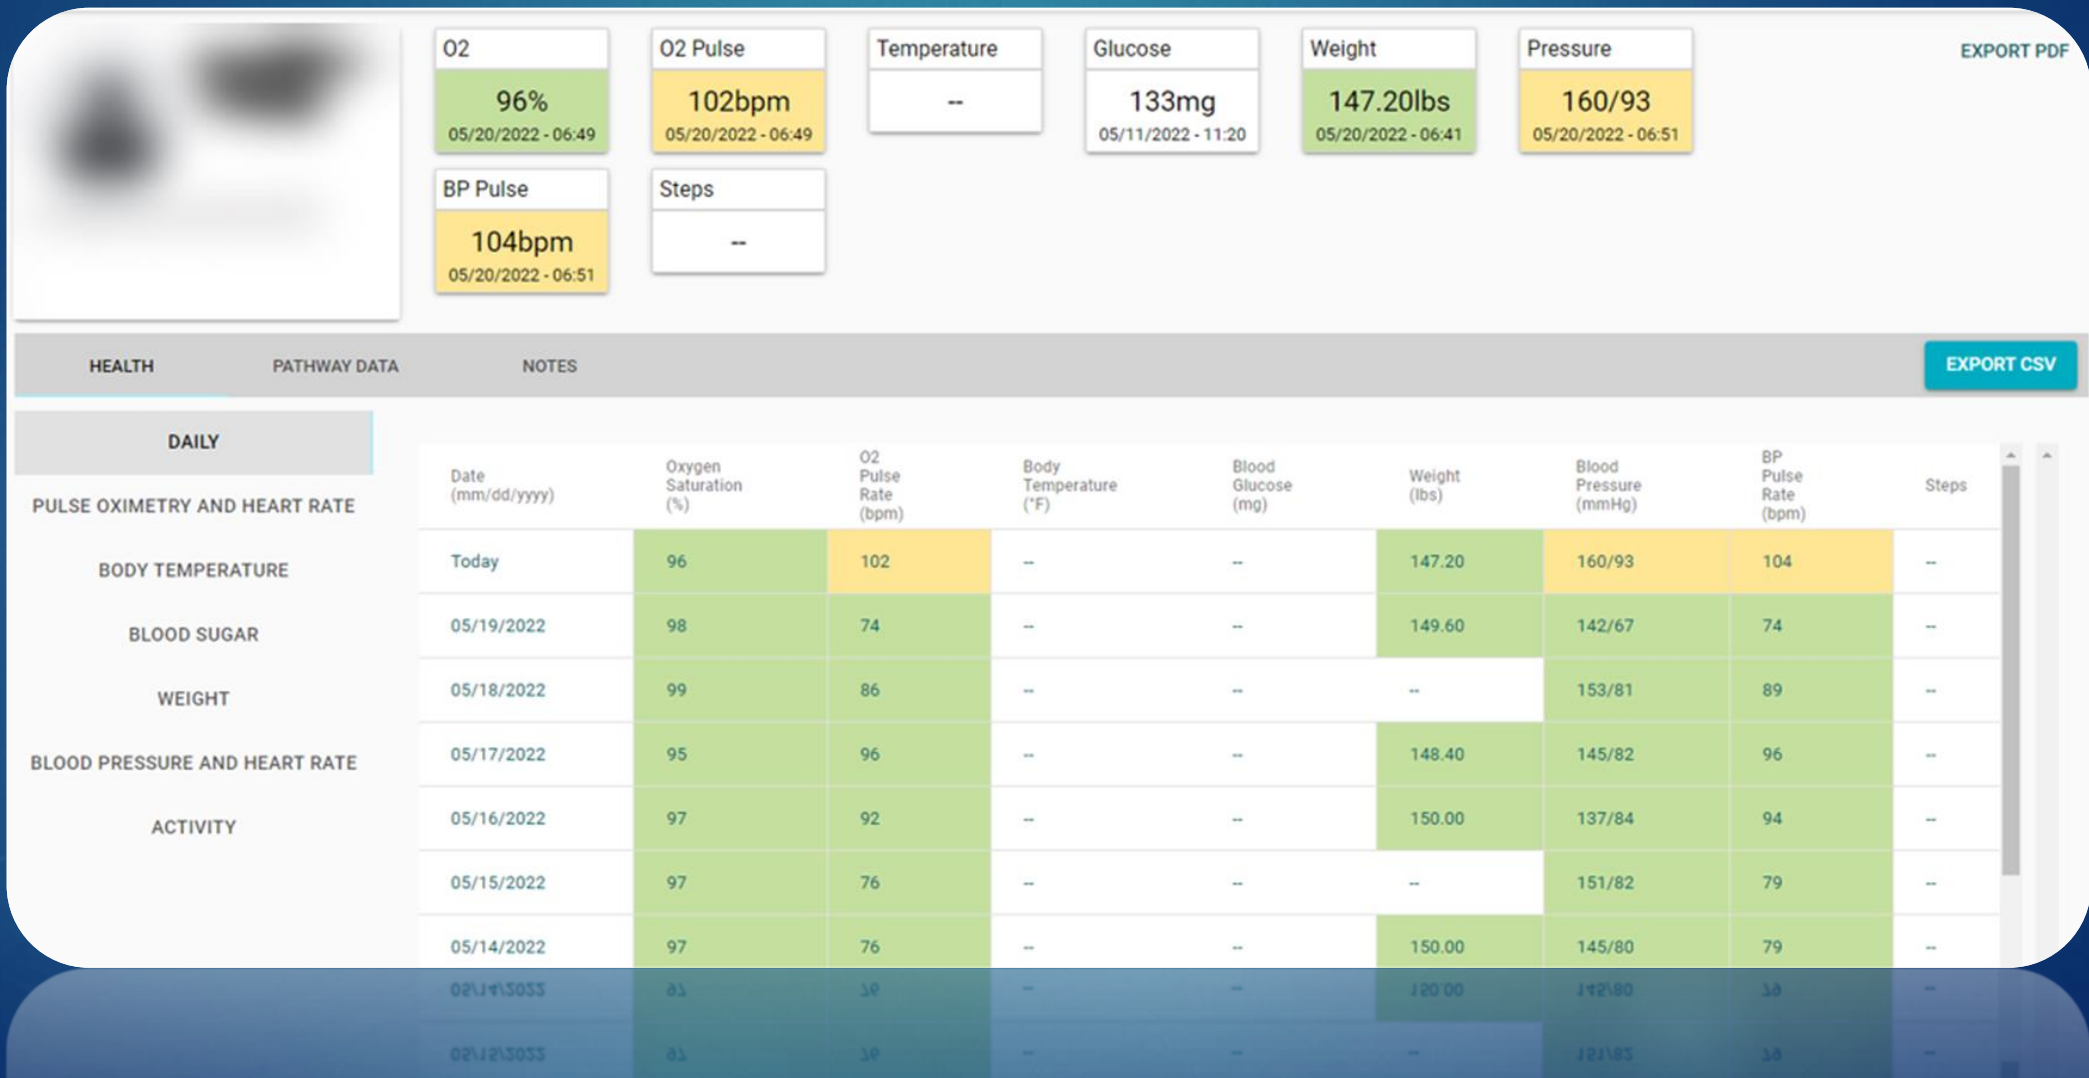 O2
96%
05/20/2022 - 06:49
O2 Pulse
102bpm
05/20/2022 - 06:49
Temperature
--
Glucose
133mg
05/11/2022 - 11:20
Weight
147.20lbs
05/20/2022 - 06:41
Pressure
160/93
05/20/2022 - 06:51
EXPORT PDF
BP Pulse
104bpm
05/20/2022 - 06:51
Steps
--
HEALTH PATHWAY DATA NOTES EXPORT CSV
DAILY
PULSE OXIMETRY AND HEART RATE
BODY TEMPERATURE
BLOOD SUGAR
WEIGHT
BLOOD PRESSURE AND HEART RATE
ACTIVITY
Date
(mm/dd/yyyy)
Oxygen
Saturation
(%)
O2
Pulse
Rate
(bpm)
Body
Temperature
(°F)
Blood
Glucose
(mg)
Weight
(lbs)
Blood
Pressure
(mmHg)
BP
Pulse
Rate
(bpm)
Steps
Today 96 102 -- -- 147.20 160/93 104 --
05/19/2022 98 74 -- -- 149.60 142/67 74 --
05/18/2022 99 86 -- -- -- 153/81 89 --
05/17/2022 95 96 -- -- 148.40 145/82 96 --
05/16/2022 97 92 -- -- 150.00 137/84 94 --
05/15/2022 97 76 -- -- -- 151/82 79 --
05/14/2022 97 76 -- -- 150.00 145/80 79 --